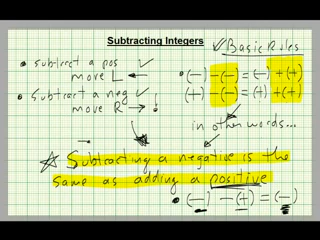 Subtracting Integers
✓ Basic Rules
• subtract a pos ✓
move L ←
• Subtract a neg ✓
move R → !
• (−) −(−) = (−) +(+)
(+) −(−) = (+) +(+)
in other words...
☆ Subtracting a negative is the
same as adding a positive
• (−) −(+) = (−)